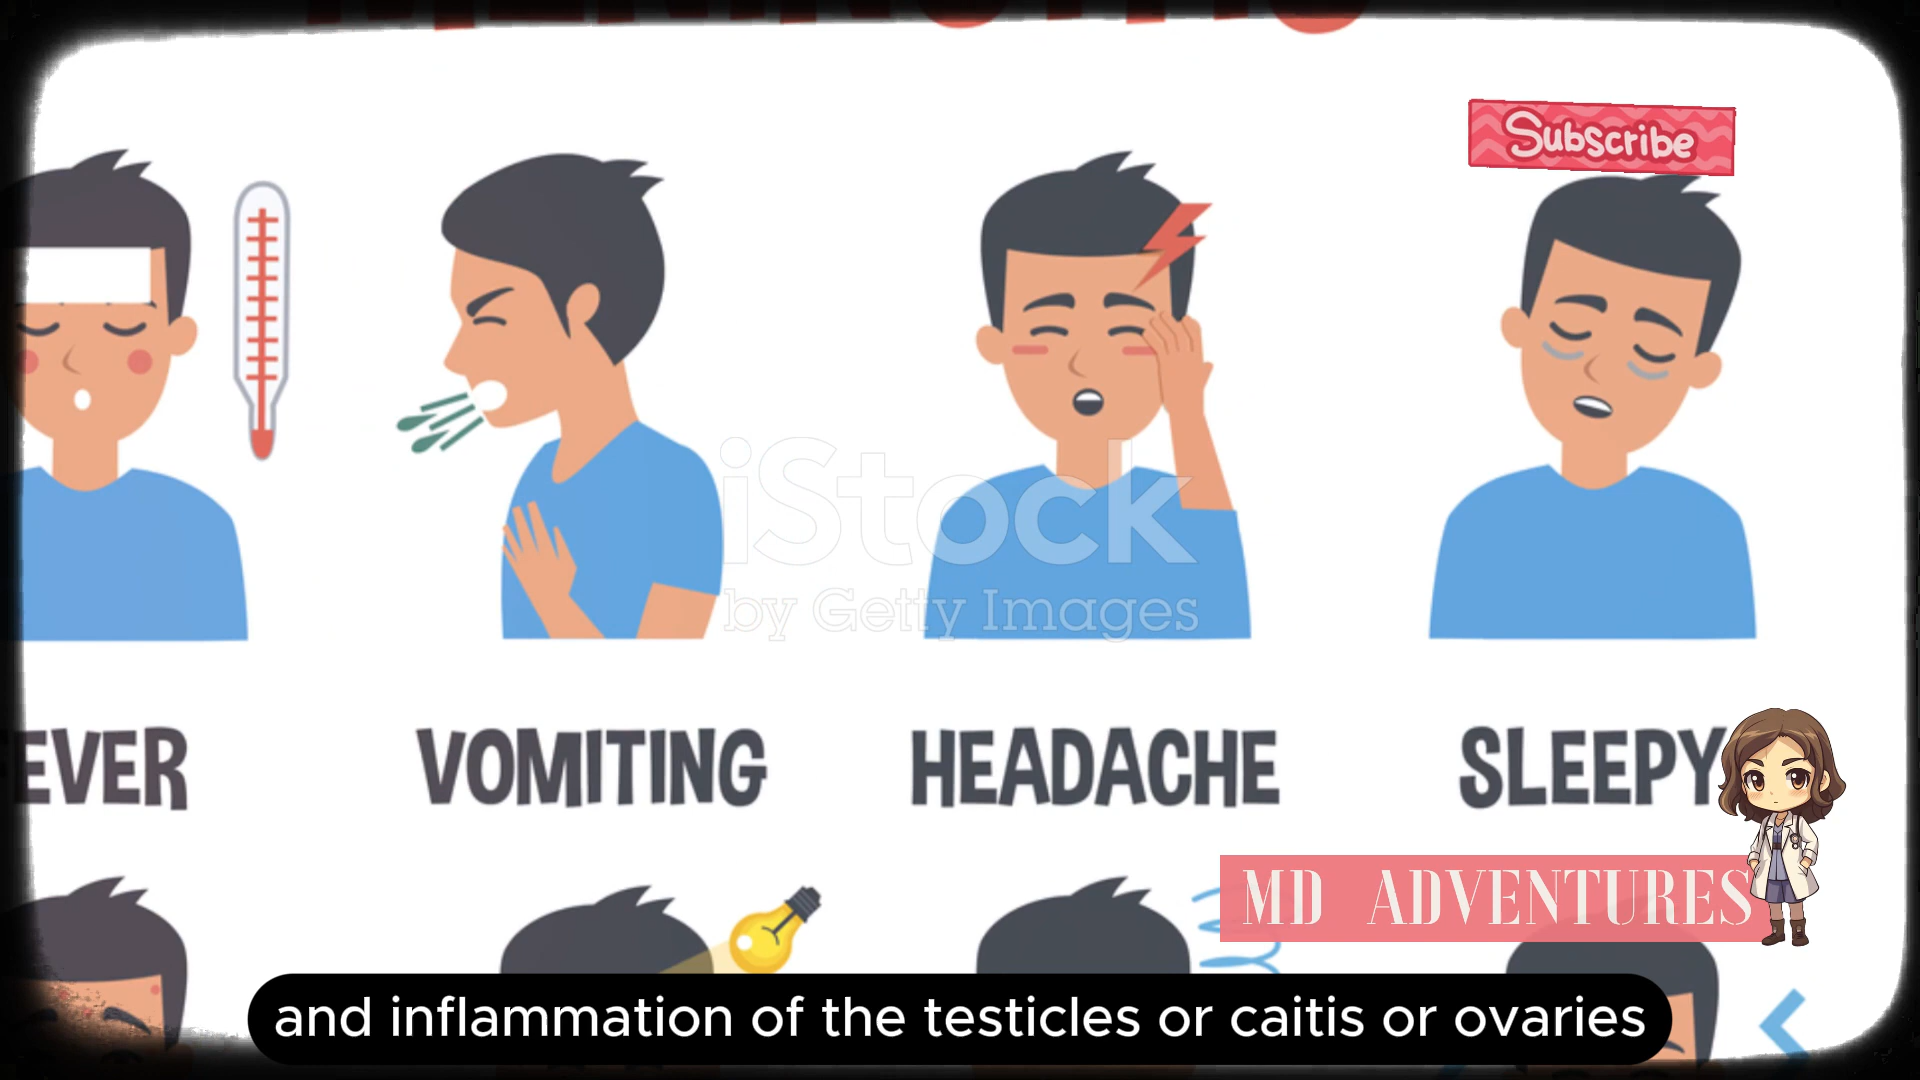 Subscribe
iStock
by Getty Images
EVER
VOMITING
HEADACHE
SLEEPY
MD ADVENTURES
and inflammation of the testicles or caitis or ovaries